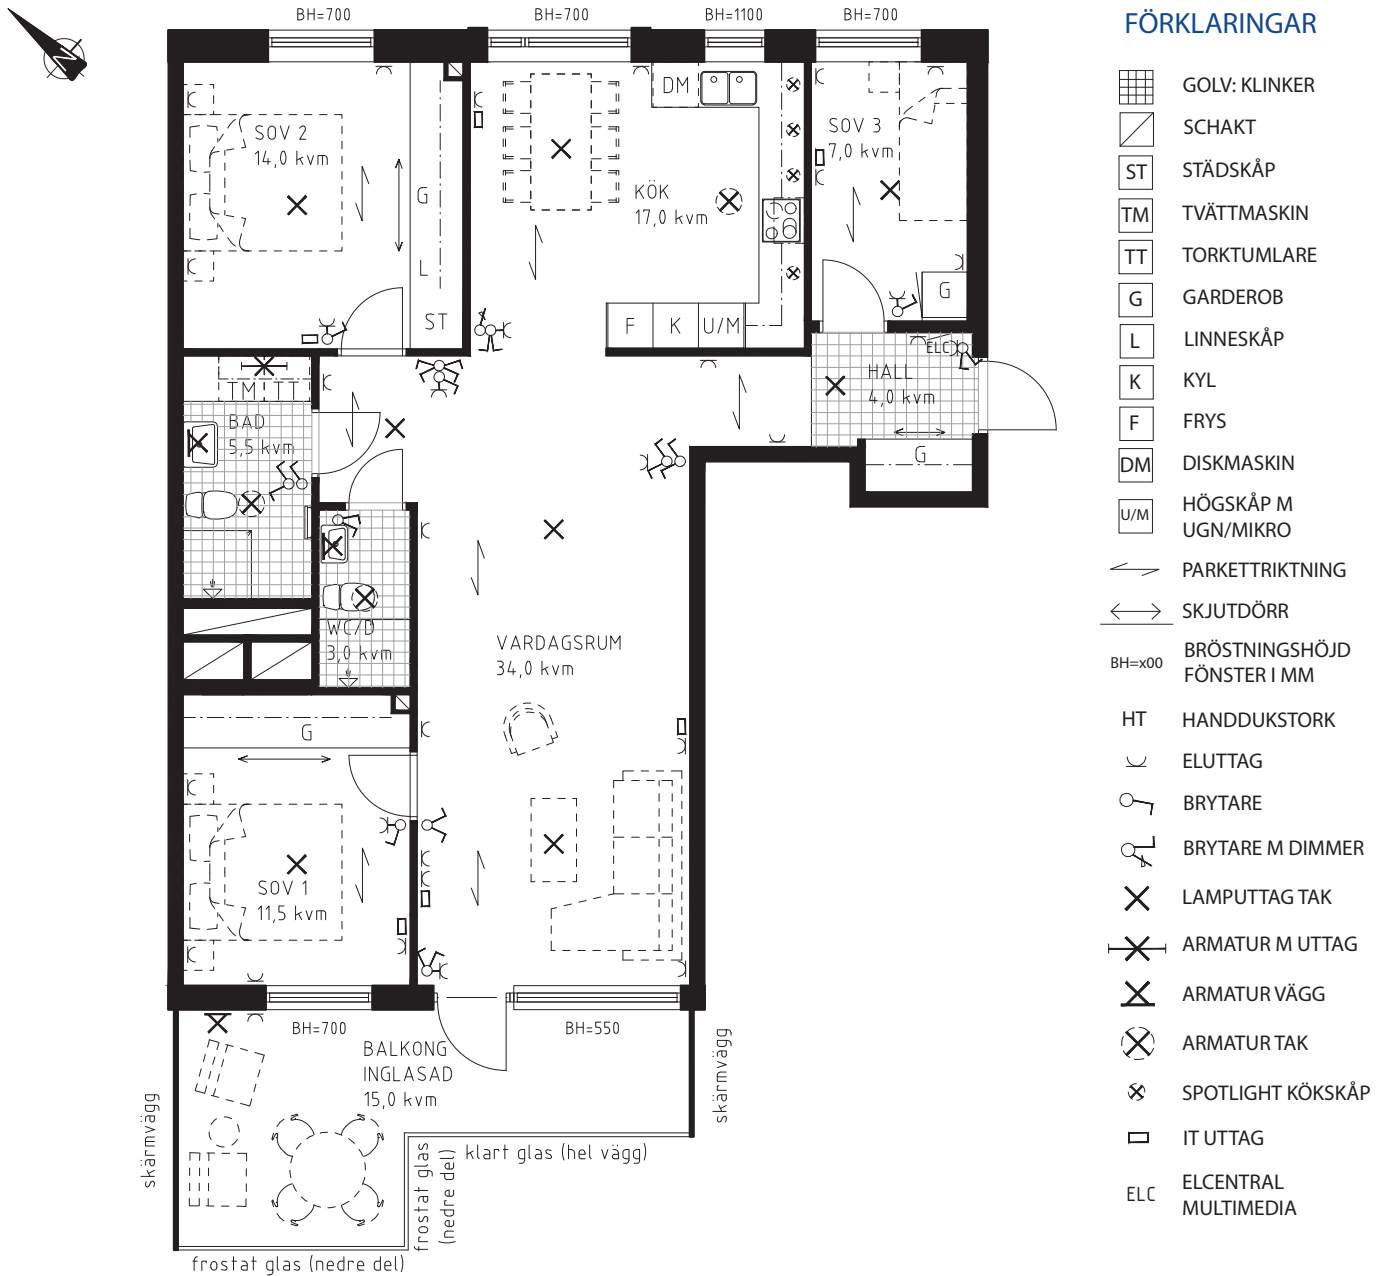 BH=700
BH=700
BH=1100
BH=700
SOV 2
14,0 kvm
G
L
ST
DM
KÖK
17,0 kvm
F
K
U/M
SOV 3
7,0 kvm
G
ELC
HALL
4,0 kvm
G
TM
TT
BAD
5,5 kvm
WC/D
3,0 kvm
VARDAGSRUM
34,0 kvm
G
SOV 1
11,5 kvm
BH=700
BH=550
BALKONG
INGLASAD
15,0 kvm
skärmvägg
skärmvägg
klart glas (hel vägg)
frostat glas
(nedre del)
frostat glas (nedre del)
FÖRKLARINGAR
GOLV: KLINKER
SCHAKT
ST STÄDSKÅP
TM TVÄTTMASKIN
TT TORKTUMLARE
G GARDEROB
L LINNESKÅP
K KYL
F FRYS
DM DISKMASKIN
U/M HÖGSKÅP M
UGN/MIKRO
PARKETTRIKTNING
SKJUTDÖRR
BH=x00 BRÖSTNINGSHÖJD
FÖNSTER I MM
HT HANDDUKSTORK
ELUTTAG
BRYTARE
BRYTARE M DIMMER
LAMPUTTAG TAK
ARMATUR M UTTAG
ARMATUR VÄGG
ARMATUR TAK
SPOTLIGHT KÖKSKÅP
IT UTTAG
ELC ELCENTRAL
MULTIMEDIA